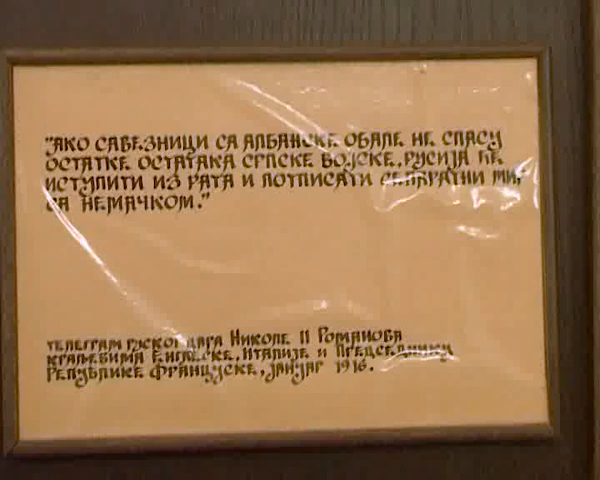 "АКО САВЕЗНИЦИ СА АЛБАНСКЕ ОБАЛЕ НЕ СПАСУ
ОСТАТКЕ ОСТАТАКА СРПСКЕ ВОЈСКЕ, РУСИЈА ЋЕ
ИСТУПИТИ ИЗ РАТА И ПОТПИСАТИ СЕПАРАТНИ МИР
СА НЕМАЧКОМ."
ТЕЛЕГРАМ РУСКОГ ЦАРА НИКОЛЕ II РОМАНОВА
КРАЉЕВИМА ЕНГЛЕСКЕ, ИТАЛИЈЕ И ПРЕДСЕДНИКУ
РЕПУБЛИКЕ ФРАНЦУСКЕ, ЈАНУАР 1916.